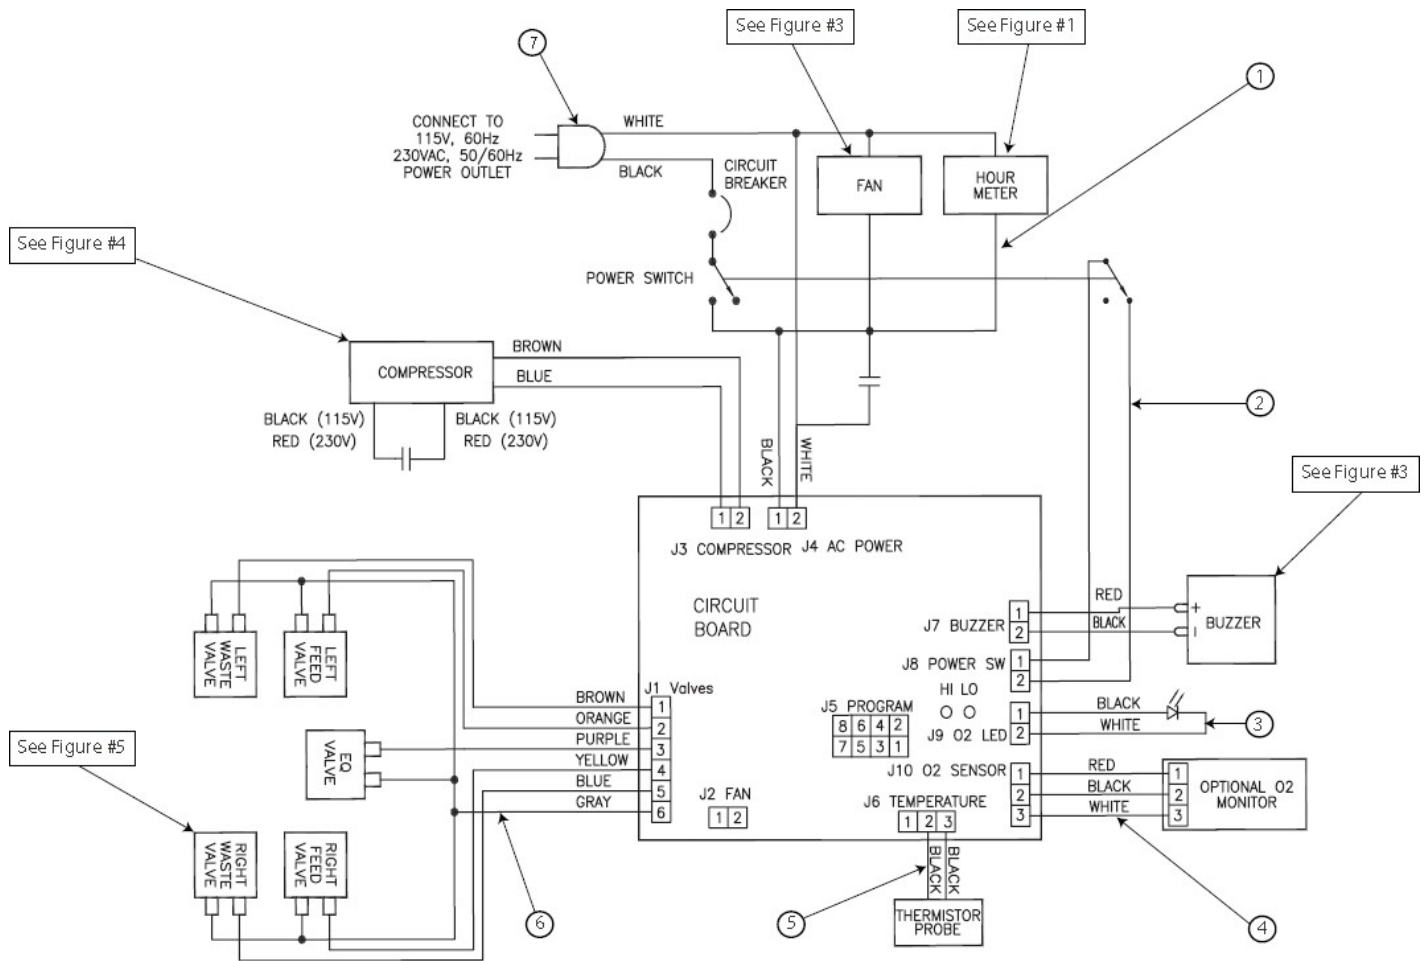 See Figure #3
See Figure #1
7
1
CONNECT TO
115V, 60Hz
230VAC, 50/60Hz
POWER OUTLET
WHITE
BLACK
CIRCUIT
BREAKER
FAN
HOUR
METER
See Figure #4
POWER SWITCH
COMPRESSOR
BROWN
BLUE
BLACK (115V)
RED (230V)
BLACK (115V)
RED (230V)
2
BLACK
WHITE
See Figure #3
1 2
1 2
J3 COMPRESSOR
J4 AC POWER
CIRCUIT
BOARD
RED
BLACK
+
-
BUZZER
J7 BUZZER
1
2
J8 POWER SW
1
2
HI LO
J5 PROGRAM
8 6 4 2
7 5 3 1
J9 O2 LED
1
2
BLACK
WHITE
3
J10 O2 SENSOR
1
2
3
RED
BLACK
WHITE
1
2
3
OPTIONAL O2
MONITOR
4
J6 TEMPERATURE
1 2 3
BLACK
BLACK
THERMISTOR
PROBE
5
J2 FAN
1 2
J1 Valves
1
2
3
4
5
6
BROWN
ORANGE
PURPLE
YELLOW
BLUE
GRAY
6
LEFT
WASTE
VALVE
LEFT
FEED
VALVE
EQ
VALVE
See Figure #5
RIGHT
WASTE
VALVE
RIGHT
FEED
VALVE